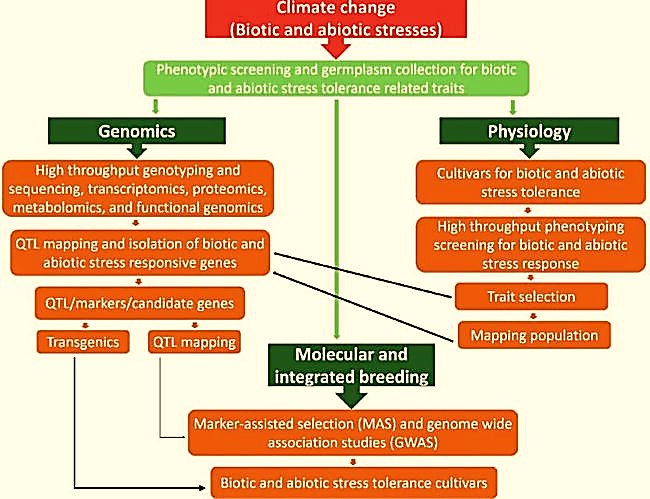 Climate change
(Biotic and abiotic stresses)
Phenotypic screening and germplasm collection for biotic
and abiotic stress tolerance related traits
Genomics
High throughput genotyping and
sequencing, transcriptomics, proteomics,
metabolomics, and functional genomics
QTL mapping and isolation of biotic and
abiotic stress responsive genes
QTL/markers/candidate genes
Transgenics
QTL mapping
Physiology
Cultivars for biotic and abiotic
stress tolerance
High throughput phenotyping
screening for biotic and abiotic
stress response
Trait selection
Mapping population
Molecular and
integrated breeding
Marker-assisted selection (MAS) and genome wide
association studies (GWAS)
Biotic and abiotic stress tolerance cultivars